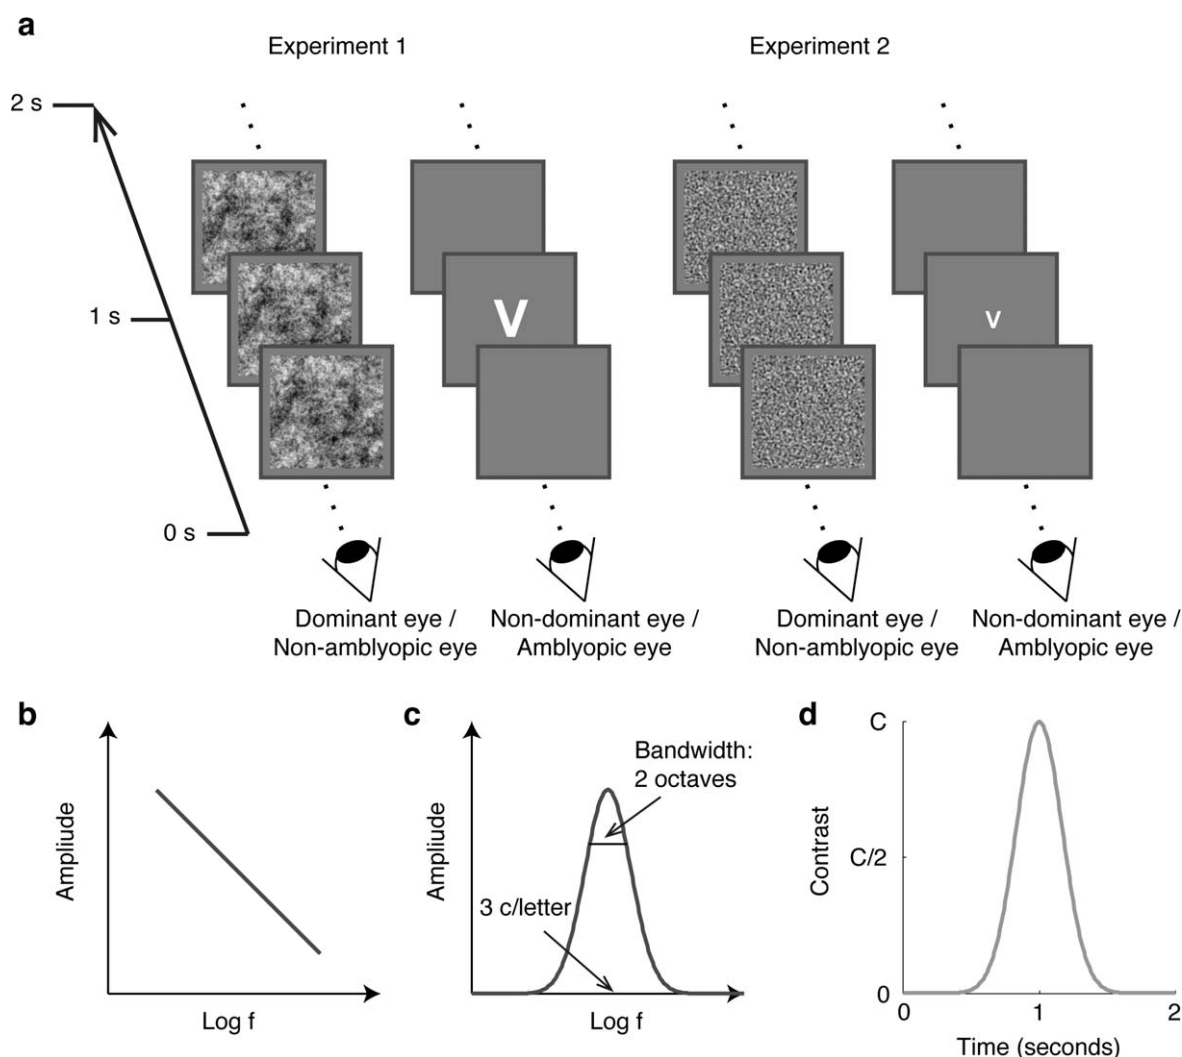 a
Experiment 1
Experiment 2
2 s
1 s
0 s
V
V
Dominant eye /
Non-amblyopic eye
Non-dominant eye /
Amblyopic eye
Dominant eye /
Non-amblyopic eye
Non-dominant eye /
Amblyopic eye
b
Ampliude
Log f
c
Ampliude
Bandwidth:
2 octaves
3 c/letter
Log f
d
Contrast
C
C/2
0
0
1
2
Time (seconds)